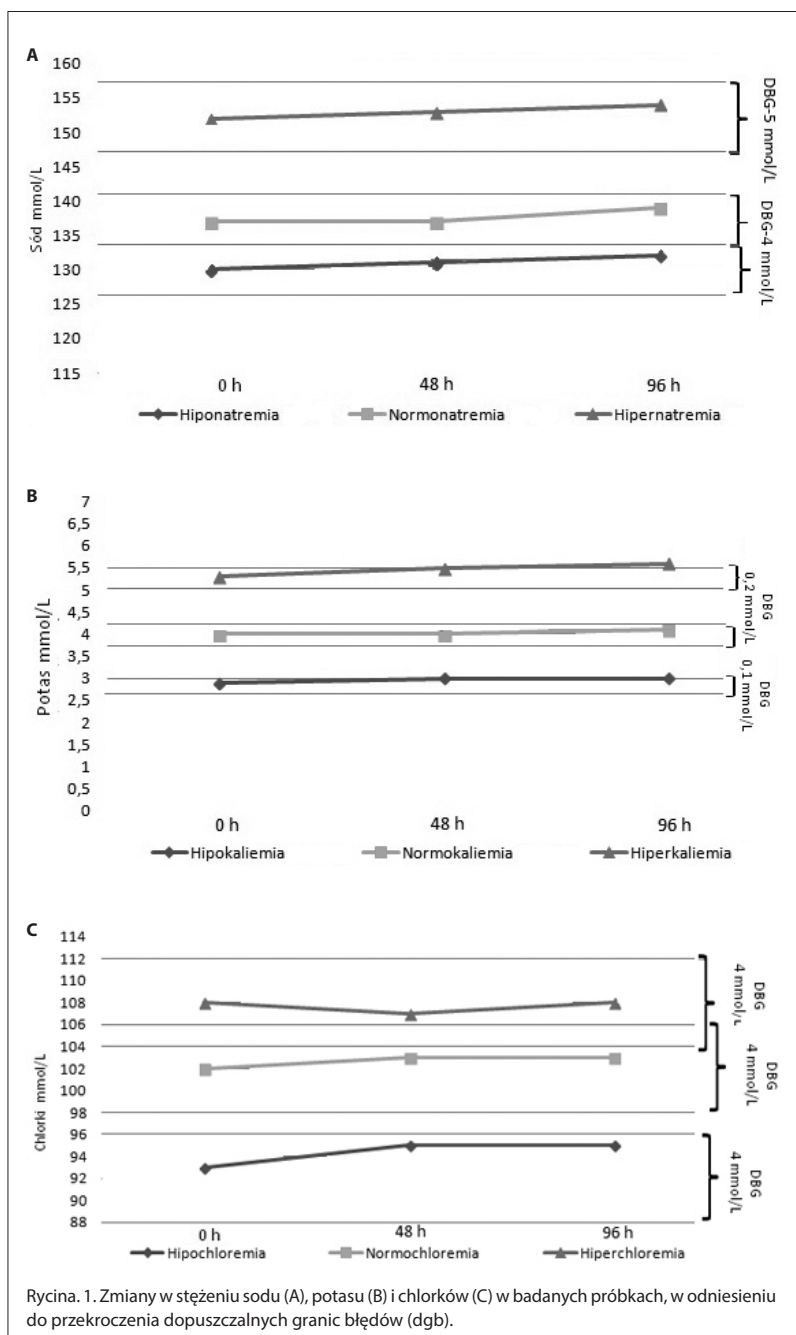 A
160
155
150
145
140
135
130
125
120
115
Sód mmol/L
DBG-5 mmol/L
DBG-4 mmol/L
0 h 48 h 96 h
Hiponatremia Normonatremia Hipernatremia
B
7
6,5
6
5,5
5
4,5
4
3,5
3
2,5
2
1,5
1
0,5
0
Potas mmol/L
DBG
0,2 mmol/L
DBG
0,1 mmol/L
0 h 48 h 96 h
Hipokaliemia Normokaliemia Hiperkaliemia
C
114
112
110
108
106
104
102
100
98
96
94
92
90
88
Chlorki mmol/L
DBG
4 mmol/L
DBG
4 mmol/L
DBG
4 mmol/L
0 h 48 h 96 h
Hipochloremia Normochloremia Hiperchloremia
Rycina. 1. Zmiany w stężeniu sodu (A), potasu (B) i chlorków (C) w badanych próbkach, w odniesieniu
do przekroczenia dopuszczalnych granic błędów (dgb).